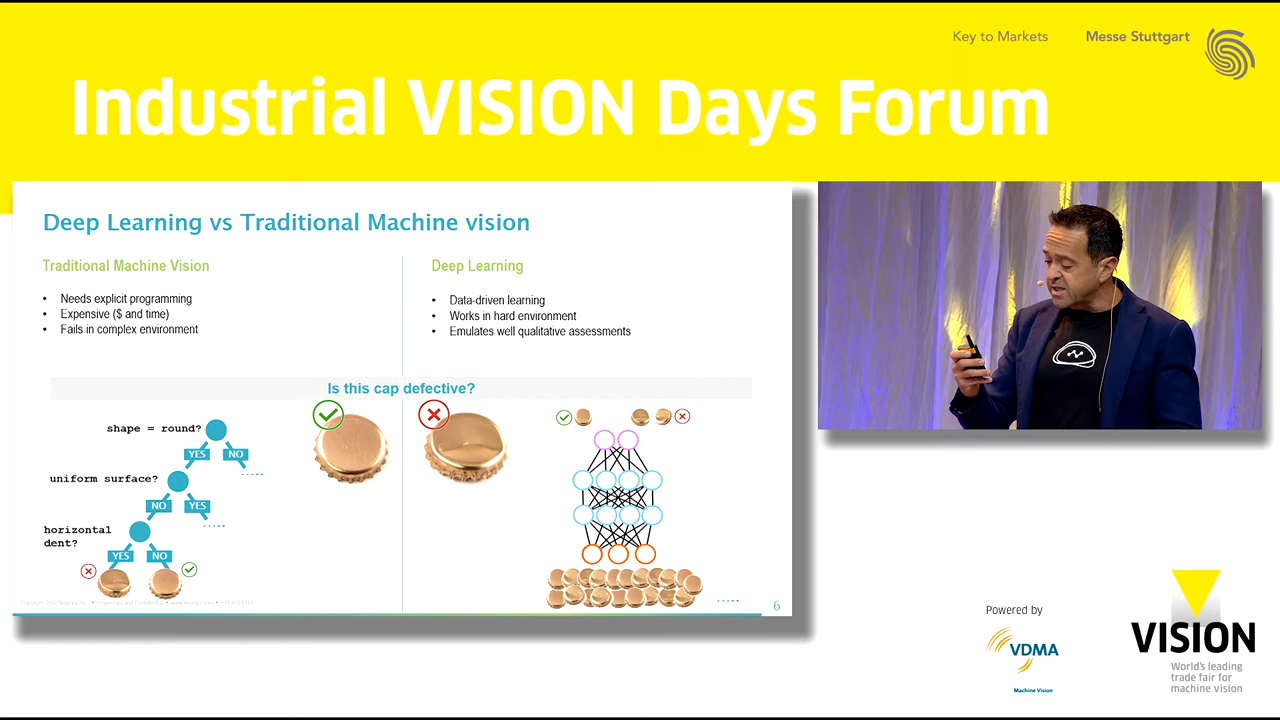 Key to Markets
Messe Stuttgart
Industrial VISION Days Forum
Deep Learning vs Traditional Machine vision
Traditional Machine Vision
• Needs explicit programming
• Expensive ($ and time)
• Fails in complex environment
Deep Learning
• Data-driven learning
• Works in hard environment
• Emulates well qualitative assessments
Is this cap defective?
shape = round?
YES NO
.....
uniform surface?
NO YES
.....
horizontal
dent?
YES NO
.....
6
Powered by
VDMA
Machine Vision
VISION
World's leading
trade fair for
machine vision